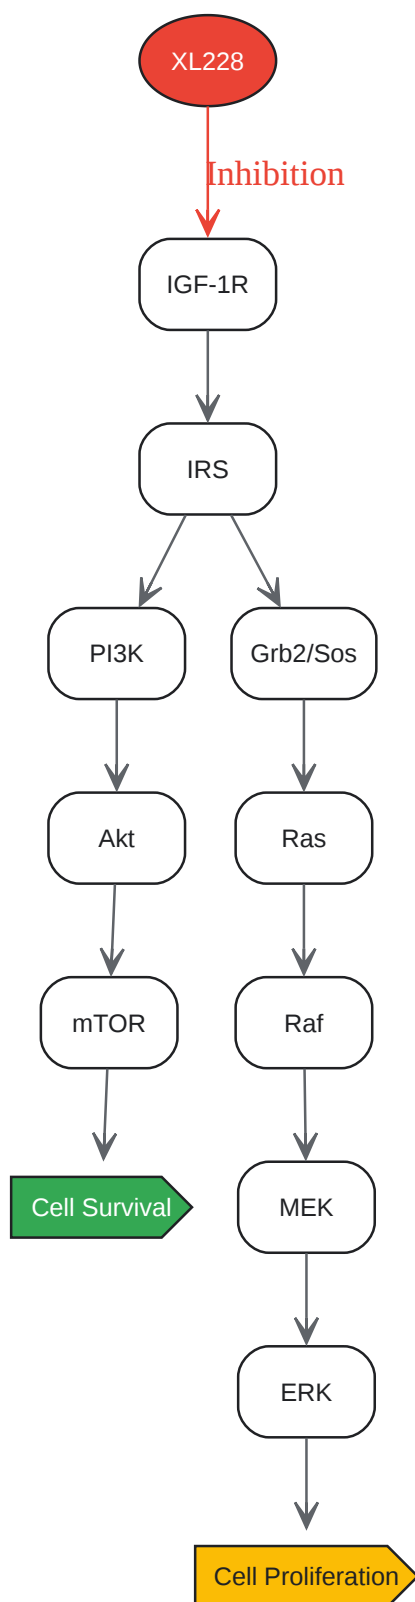 XL228
Inhibition
IGF-1R
IRS
PI3K
Grb2/Sos
Akt
Ras
mTOR
Raf
Cell Survival
MEK
ERK
Cell Proliferation